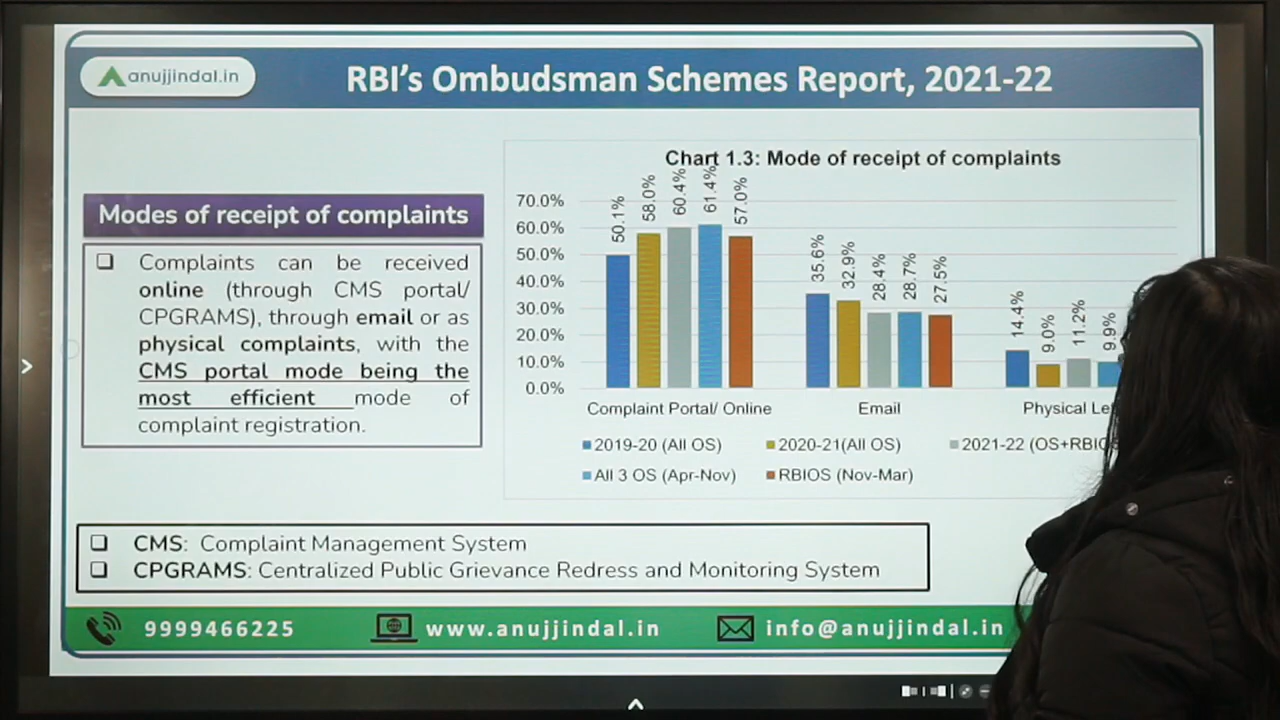 anujjindal.in
RBI's Ombudsman Schemes Report, 2021-22
Modes of receipt of complaints
❑ Complaints can be received
online (through CMS portal/
CPGRAMS), through email or as
physical complaints, with the
CMS portal mode being the
most efficient mode of
complaint registration.
Chart 1.3: Mode of receipt of complaints
70.0%
60.0%
50.0%
40.0%
30.0%
20.0%
10.0%
0.0%
50.1%
58.0%
60.4%
61.4%
57.0%
35.6%
32.9%
28.4%
28.7%
27.5%
14.4%
9.0%
11.2%
9.9%
Complaint Portal/ Online
Email
Physical
2019-20 (All OS)
2020-21(All OS)
2021-22
All 3 OS (Apr-Nov)
RBIOS (Nov-Mar)
❑ CMS: Complaint Management System
❑ CPGRAMS: Centralized Public Grievance Redress and Monitoring System
9999466225
www.anujjindal.in
info@anujjindal.in